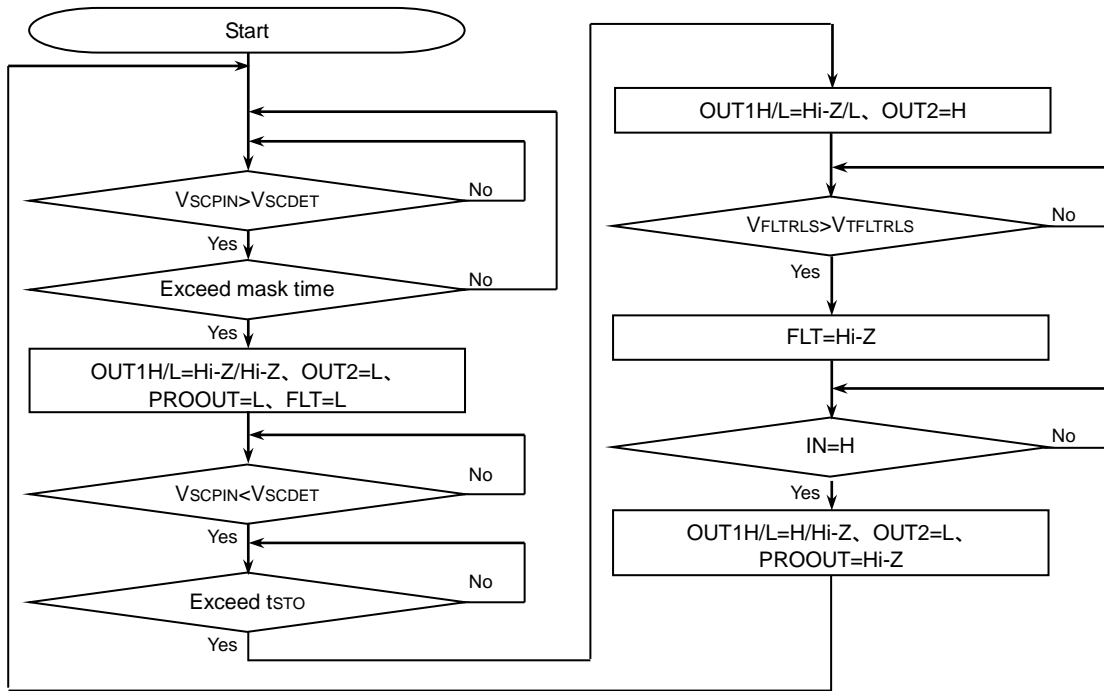 Start
VSCPIN>VSCDET
No
Yes
Exceed mask time
No
Yes
OUT1H/L=Hi-Z/Hi-Z、OUT2=L、
PROOUT=L、FLT=L
VSCPIN<VSCDET
No
Yes
Exceed tSTO
No
Yes
OUT1H/L=Hi-Z/L、OUT2=H
VFLTRLS>VTFLTRLS
No
Yes
FLT=Hi-Z
IN=H
No
Yes
OUT1H/L=H/Hi-Z、OUT2=L、
PROOUT=Hi-Z